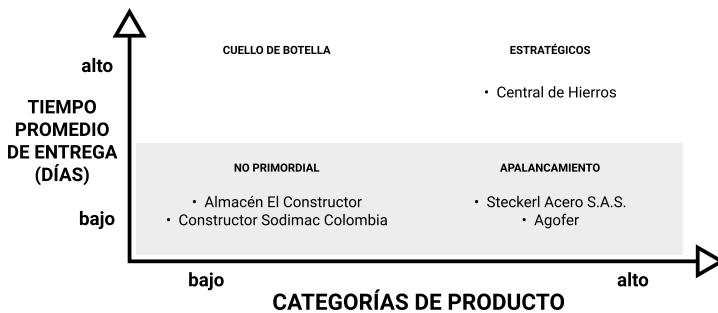 CUELLO DE BOTELLA
ESTRATÉGICOS
alto
• Central de Hierros
TIEMPO
PROMEDIO
DE ENTREGA
(DÍAS)
NO PRIMORDIAL
APALANCAMIENTO
• Almacén El Constructor
• Constructor Sodimac Colombia
• Steckerl Acero S.A.S.
• Agofer
bajo
bajo
alto
CATEGORÍAS DE PRODUCTO